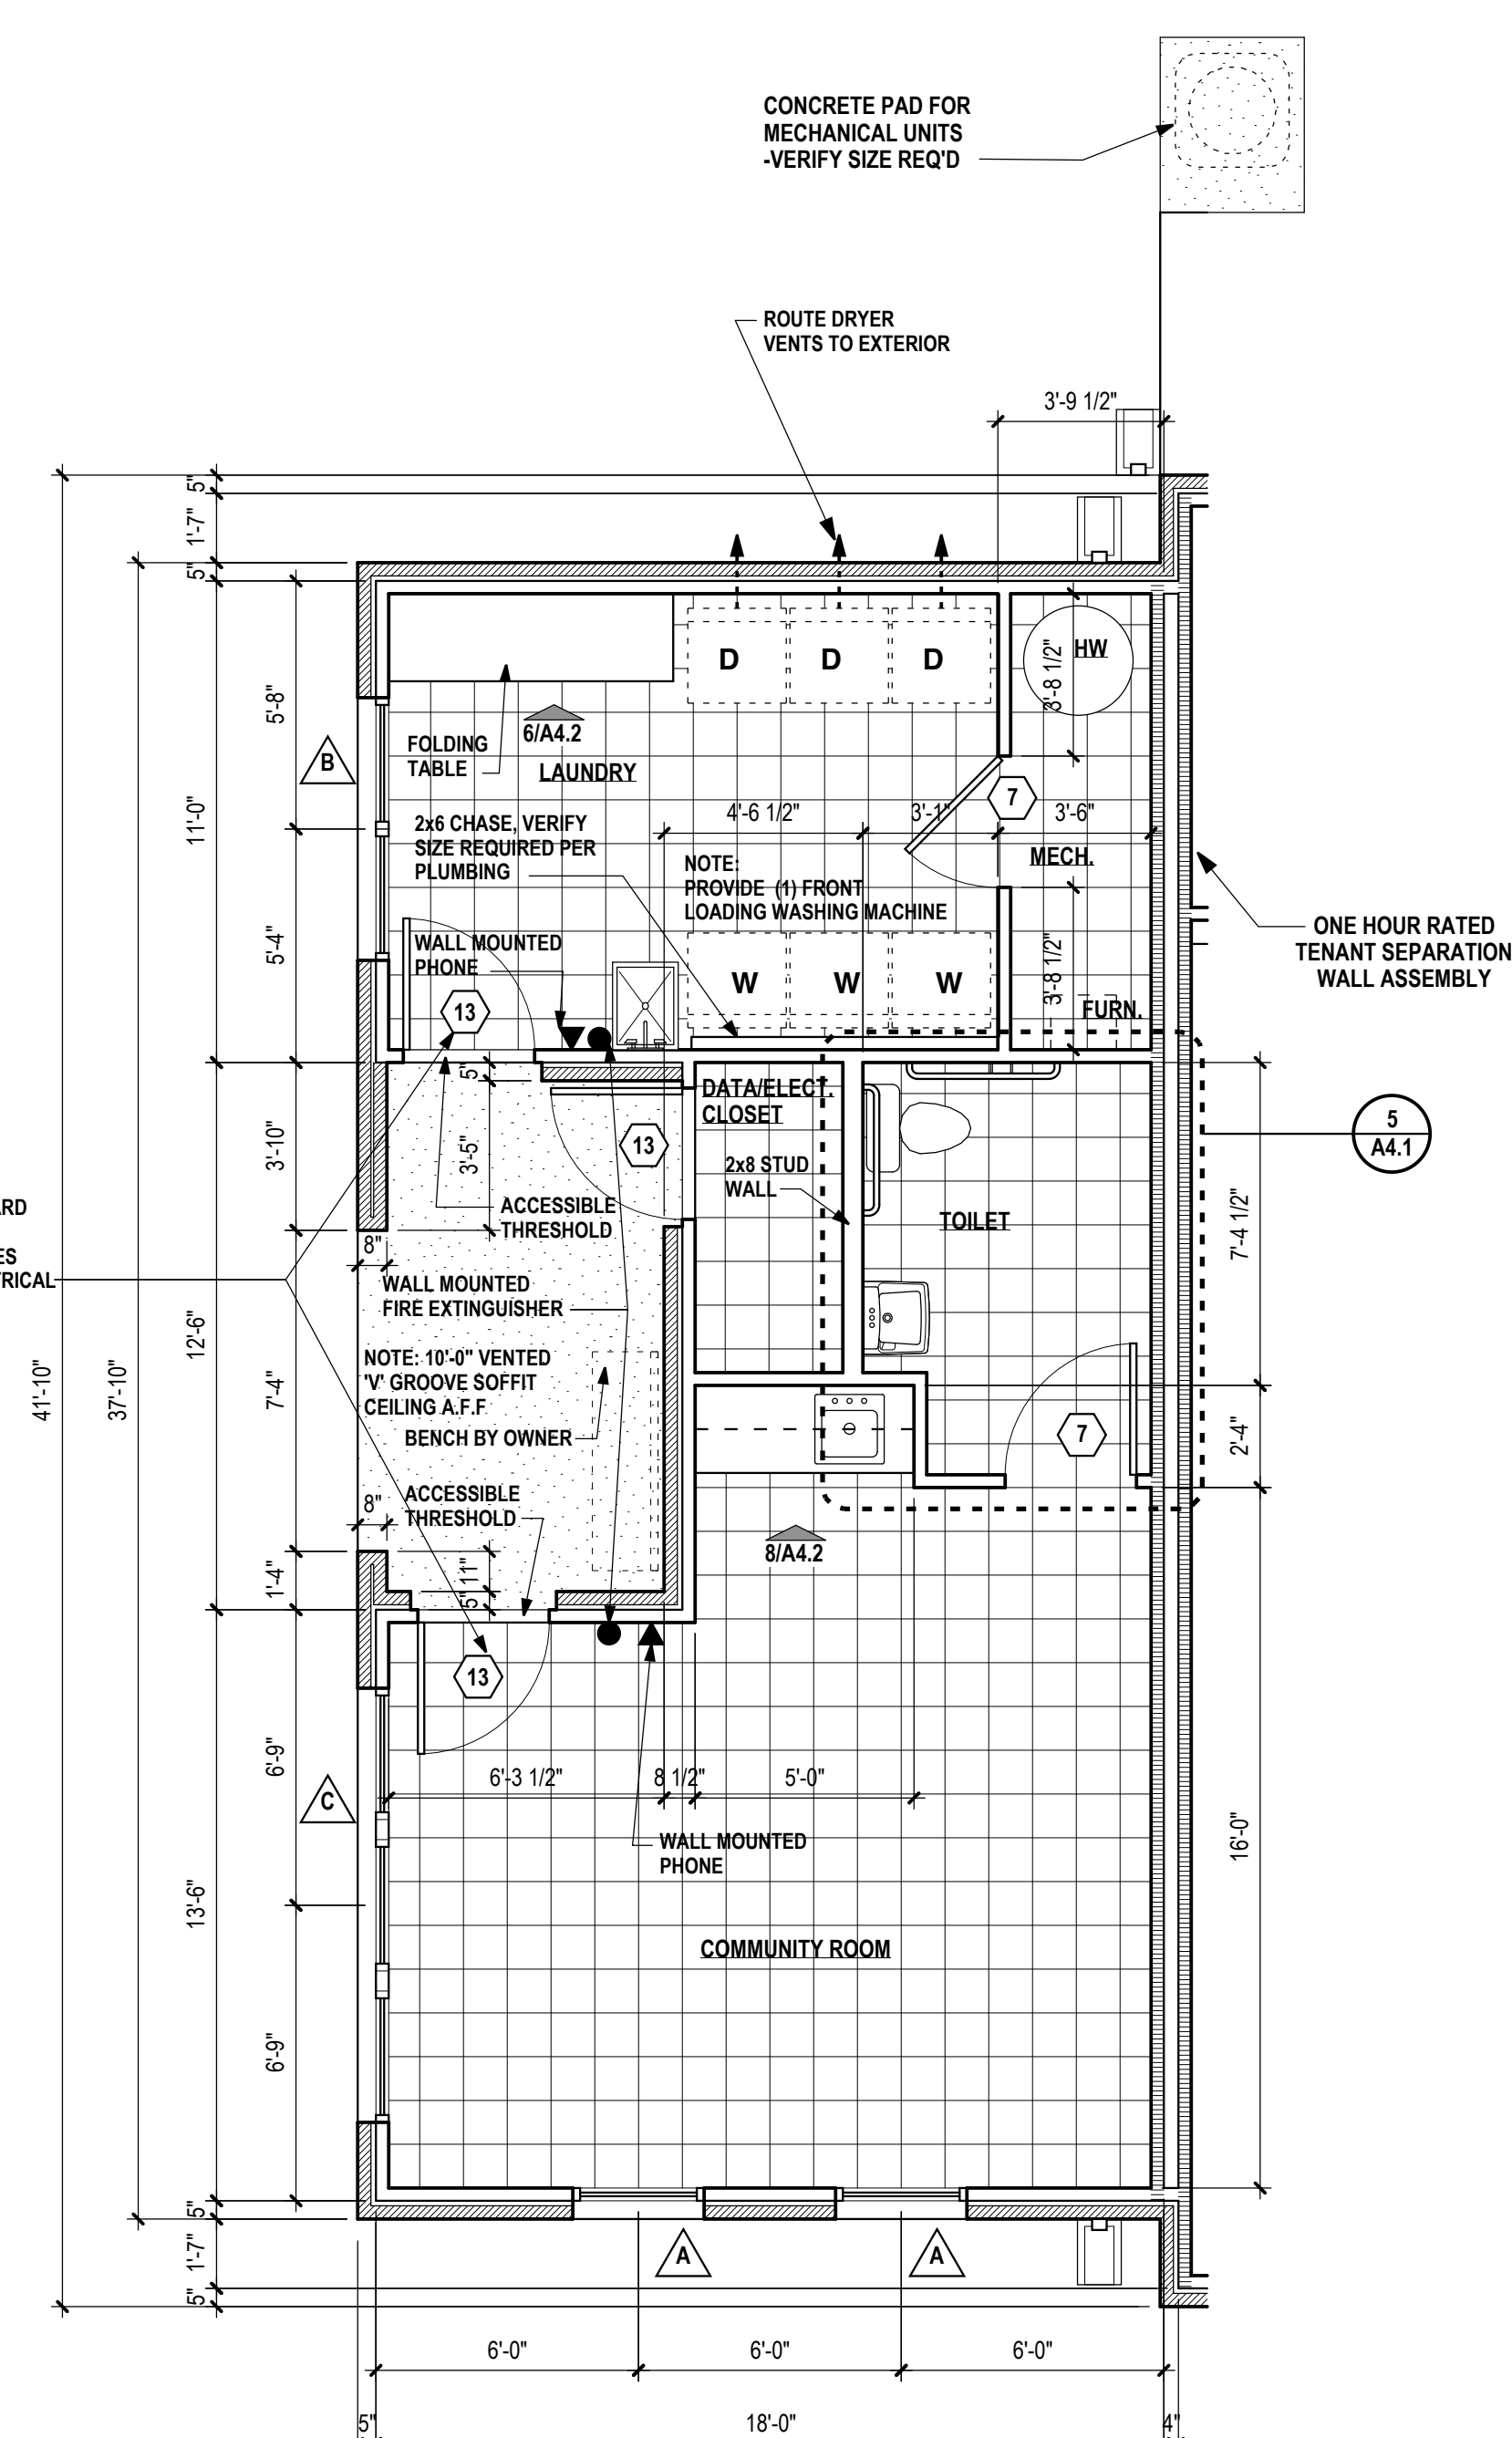 CONCRETE PAD FOR
MECHANICAL UNITS
-VERIFY SIZE REQ'D
ROUTE DRYER
VENTS TO EXTERIOR
3'-9 1/2"
5"
1'-7"
5"
D
D
D
HW
3'-8 1/2"
5'-8"
6/A4.2
FOLDING
TABLE
LAUNDRY
B
7
11'-0"
2x6 CHASE, VERIFY
SIZE REQUIRED PER
PLUMBING
4'-6 1/2"
3'-1"
3'-6"
MECH.
NOTE:
PROVIDE (1) FRONT
LOADING WASHING MACHINE
5'-4"
WALL MOUNTED
PHONE
W
W
W
3'-8 1/2"
FURN.
ONE HOUR RATED
TENANT SEPARATION
WALL ASSEMBLY
13
5"
DATA/ELECT.
CLOSET
5
A4.1
3'-10"
3'-5"
13
2x8 STUD
WALL
ACCESSIBLE
THRESHOLD
TOILET
7'-4 1/2"
ARD
ES
TRICAL
8"
WALL MOUNTED
FIRE EXTINGUISHER
12'-6"
NOTE: 10'-0" VENTED
'V' GROOVE SOFFIT
CEILING A.F.F
41'-10"
37'-10"
7'-4"
BENCH BY OWNER
7
2'-4"
ACCESSIBLE
THRESHOLD
8"
8/A4.2
1'-4"
11"
5"
13
6'-9"
6'-3 1/2"
8 1/2"
5'-0"
C
WALL MOUNTED
PHONE
16'-0"
13'-6"
COMMUNITY ROOM
6'-9"
5"
1'-7"
5"
A
A
6'-0"
6'-0"
6'-0"
5"
18'-0"
4"